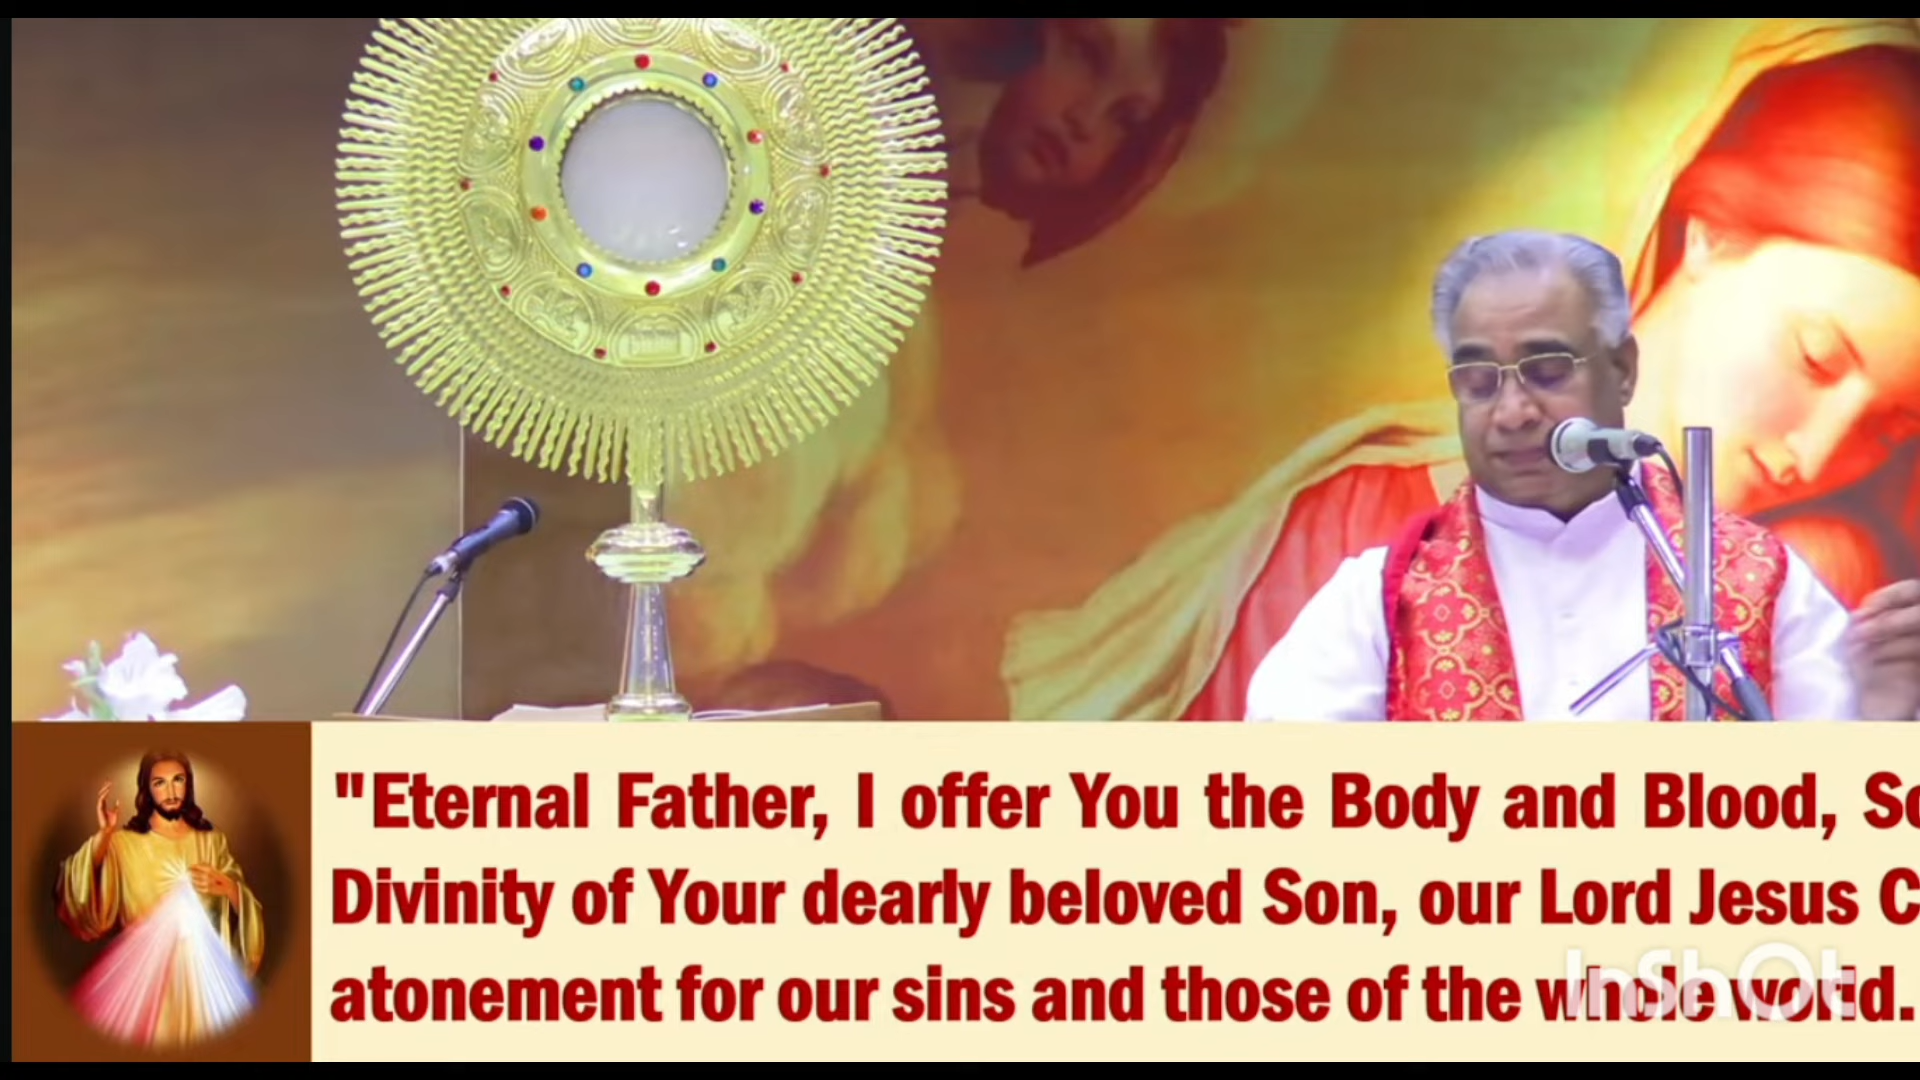 "Eternal Father, I offer You the Body and Blood,
Divinity of Your dearly beloved Son, our Lord Jesus
atonement for our sins and those of the whole world.
InShOt